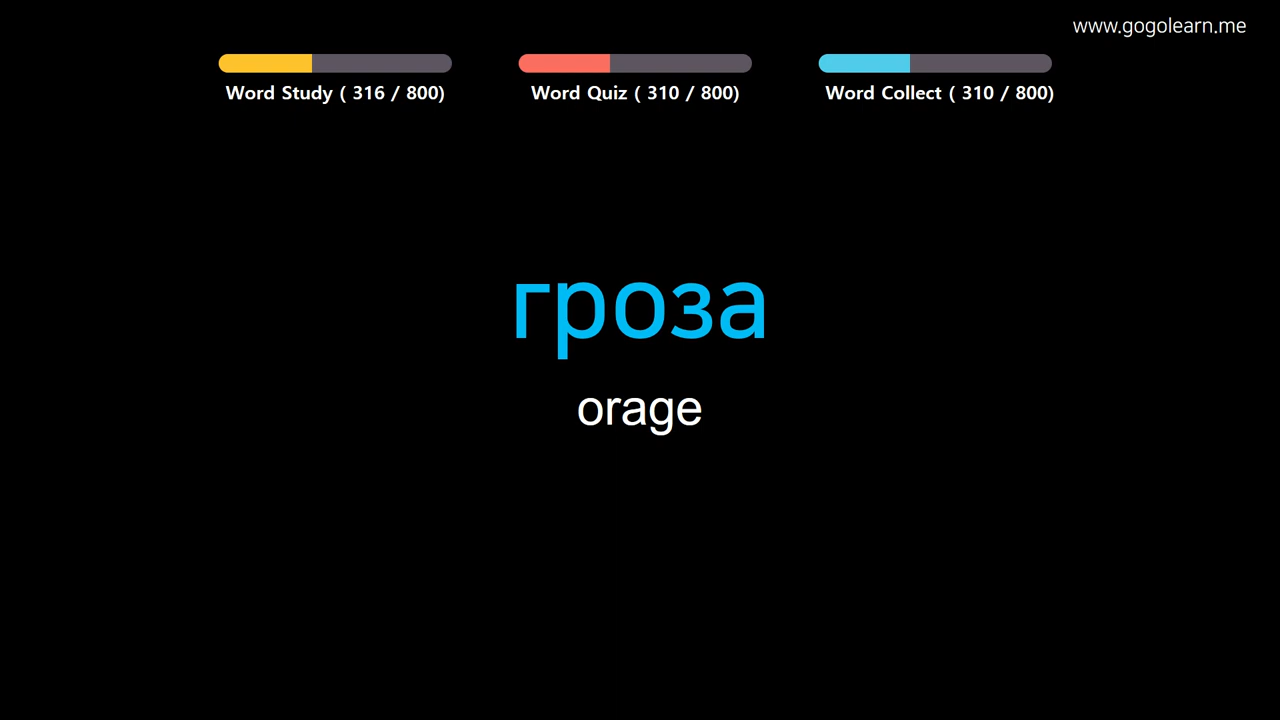 www.gogolearn.me
Word Study ( 316 / 800)
Word Quiz ( 310 / 800)
Word Collect ( 310 / 800)
гроза
orage